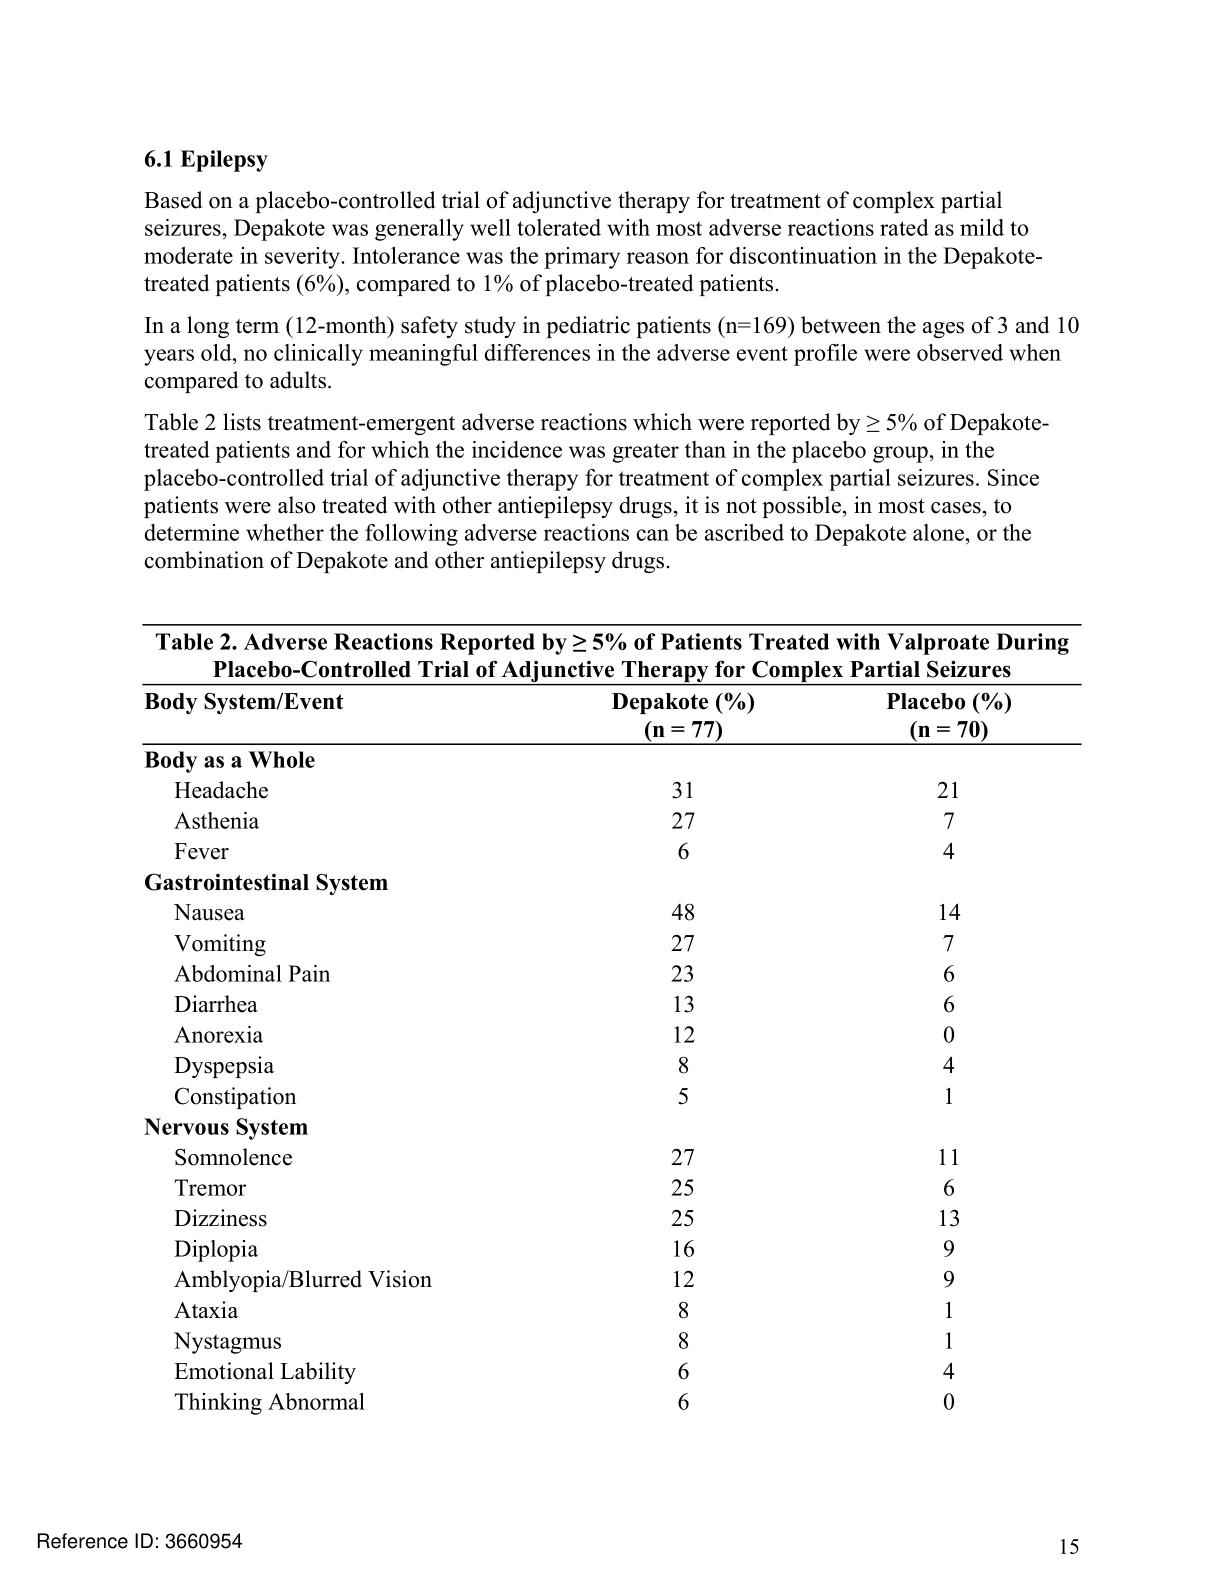 6.1 Epilepsy
Based on a placebo-controlled trial of adjunctive therapy for treatment of complex partial
seizures, Depakote was generally well tolerated with most adverse reactions rated as mild to
moderate in severity. Intolerance was the primary reason for discontinuation in the Depakote-
treated patients (6%), compared to 1% of placebo-treated patients.
In a long term (12-month) safety study in pediatric patients (n=169) between the ages of 3 and 10
years old, no clinically meaningful differences in the adverse event profile were observed when
compared to adults.
Table 2 lists treatment-emergent adverse reactions which were reported by ≥ 5% of Depakote-
treated patients and for which the incidence was greater than in the placebo group, in the
placebo-controlled trial of adjunctive therapy for treatment of complex partial seizures. Since
patients were also treated with other antiepilepsy drugs, it is not possible, in most cases, to
determine whether the following adverse reactions can be ascribed to Depakote alone, or the
combination of Depakote and other antiepilepsy drugs.
Table 2. Adverse Reactions Reported by ≥ 5% of Patients Treated with Valproate During
Placebo-Controlled Trial of Adjunctive Therapy for Complex Partial Seizures
Body System/Event Depakote (%) Placebo (%)
(n = 77) (n = 70)
Body as a Whole
Headache 31 21
Asthenia 27 7
Fever 6 4
Gastrointestinal System
Nausea 48 14
Vomiting 27 7
Abdominal Pain 23 6
Diarrhea 13 6
Anorexia 12 0
Dyspepsia 8 4
Constipation 5 1
Nervous System
Somnolence 27 11
Tremor 25 6
Dizziness 25 13
Diplopia 16 9
Amblyopia/Blurred Vision 12 9
Ataxia 8 1
Nystagmus 8 1
Emotional Lability 6 4
Thinking Abnormal 6 0
Reference ID: 3660954
15